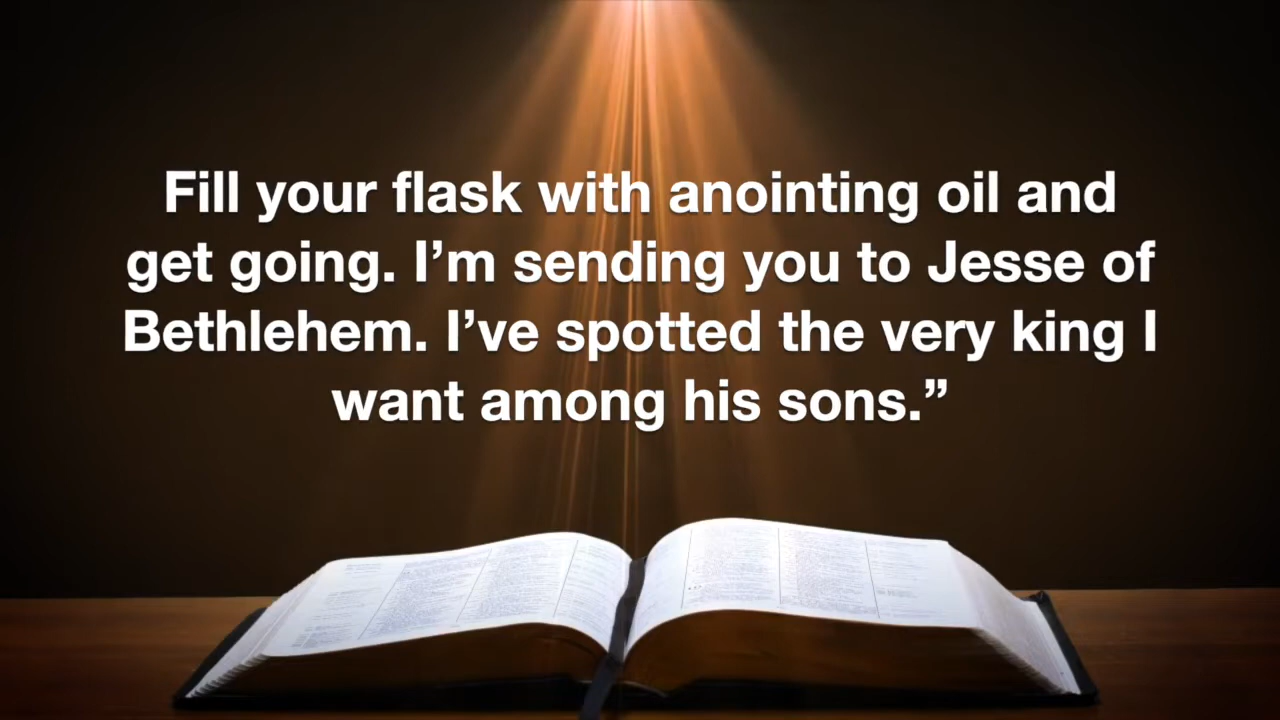 Fill your flask with anointing oil and
get going. I’m sending you to Jesse of
Bethlehem. I’ve spotted the very king I
want among his sons.”